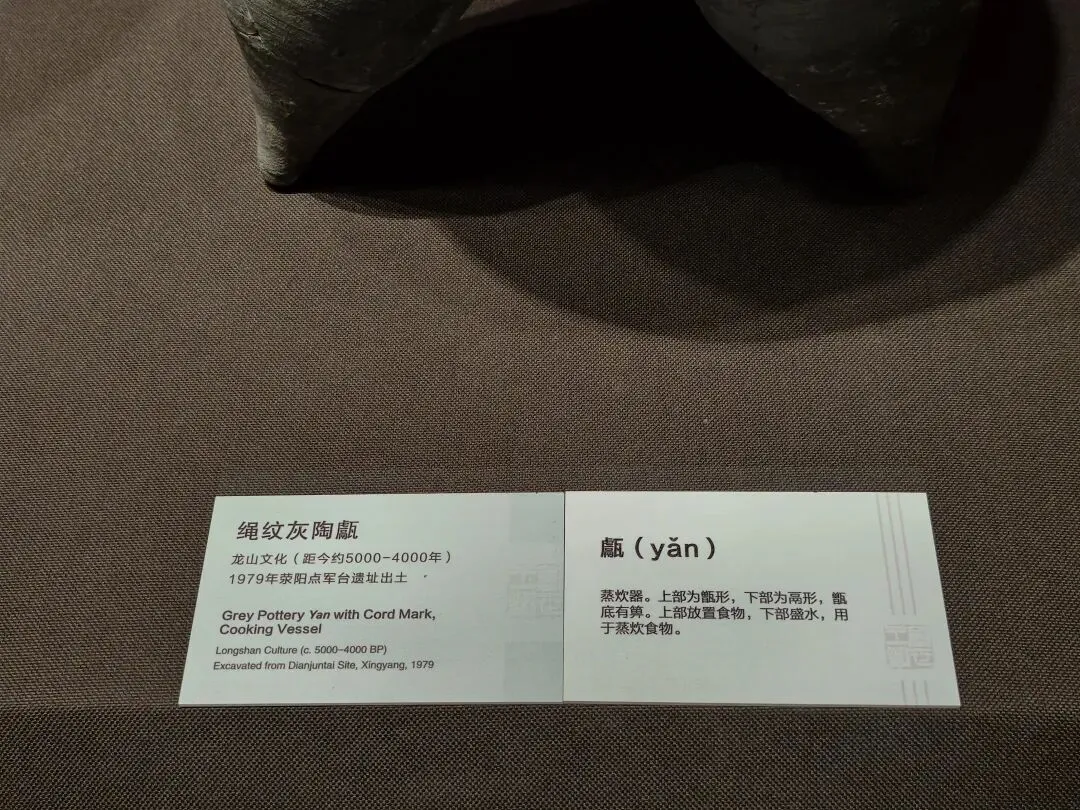 绳纹灰陶甗
龙山文化（距今约5000-4000年）
1979年荥阳点军台遗址出土
Grey Pottery Yan with Cord Mark,
Cooking Vessel
Longshan Culture (c. 5000-4000 BP)
Excavated from Dianjuntai Site, Xingyang, 1979
甗（yǎn）
蒸炊器。上部为甑形，下部为鬲形，甑
底有箅。上部放置食物，下部盛水，用
于蒸炊食物。